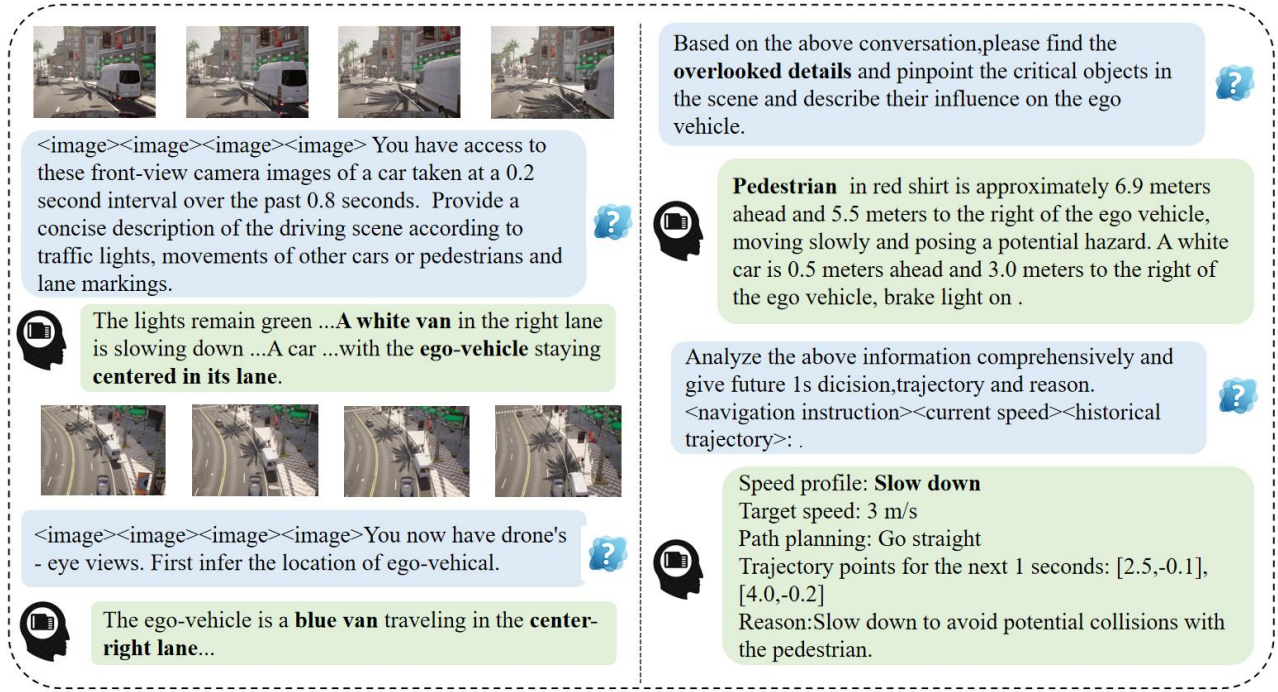 <image><image><image><image> You have access to
these front-view camera images of a car taken at a 0.2
second interval over the past 0.8 seconds. Provide a
concise description of the driving scene according to
traffic lights, movements of other cars or pedestrians and
lane markings.
?
The lights remain green ...A white van in the right lane
is slowing down ...A car ...with the ego-vehicle staying
centered in its lane.
<image><image><image><image>You now have drone's
- eye views. First infer the location of ego-vehical.
?
The ego-vehicle is a blue van traveling in the center-
right lane...
Based on the above conversation,please find the
overlooked details and pinpoint the critical objects in
the scene and describe their influence on the ego
vehicle.
?
Pedestrian in red shirt is approximately 6.9 meters
ahead and 5.5 meters to the right of the ego vehicle,
moving slowly and posing a potential hazard. A white
car is 0.5 meters ahead and 3.0 meters to the right of
the ego vehicle, brake light on .
Analyze the above information comprehensively and
give future 1s dicision,trajectory and reason.
<navigation instruction><current speed><historical
trajectory>: .
?
Speed profile: Slow down
Target speed: 3 m/s
Path planning: Go straight
Trajectory points for the next 1 seconds: [2.5,-0.1],
[4.0,-0.2]
Reason:Slow down to avoid potential collisions with
the pedestrian.